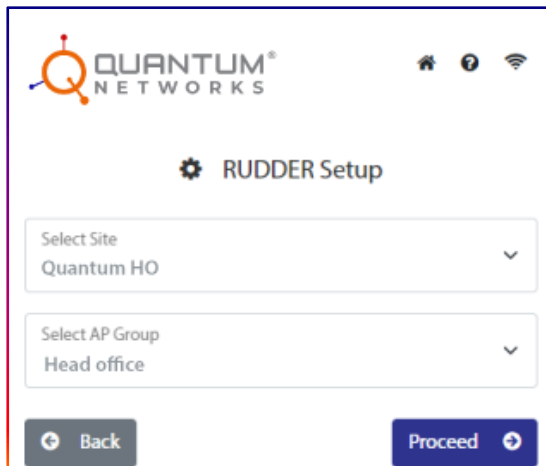 QUANTUM®
NETWORKS
RUDDER Setup
Select Site
Quantum HO
Select AP Group
Head office
Back
Proceed